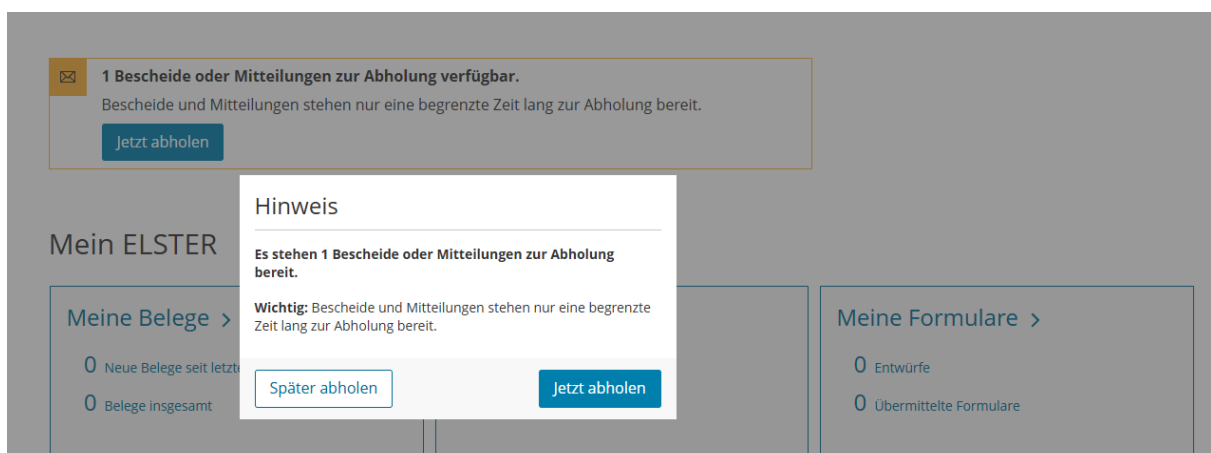 1 Bescheide oder Mitteilungen zur Abholung verfügbar.
Bescheide und Mitteilungen stehen nur eine begrenzte Zeit lang zur Abholung bereit.
Jetzt abholen
Hinweis
Es stehen 1 Bescheide oder Mitteilungen zur Abholung
bereit.
Wichtig: Bescheide und Mitteilungen stehen nur eine begrenzte
Zeit lang zur Abholung bereit.
Später abholen
Jetzt abholen
Mein ELSTER
Meine Belege >
0 Neue Belege seit
0 Belege insgesamt
Meine Formulare >
0 Entwürfe
0 Übermittelte Formulare